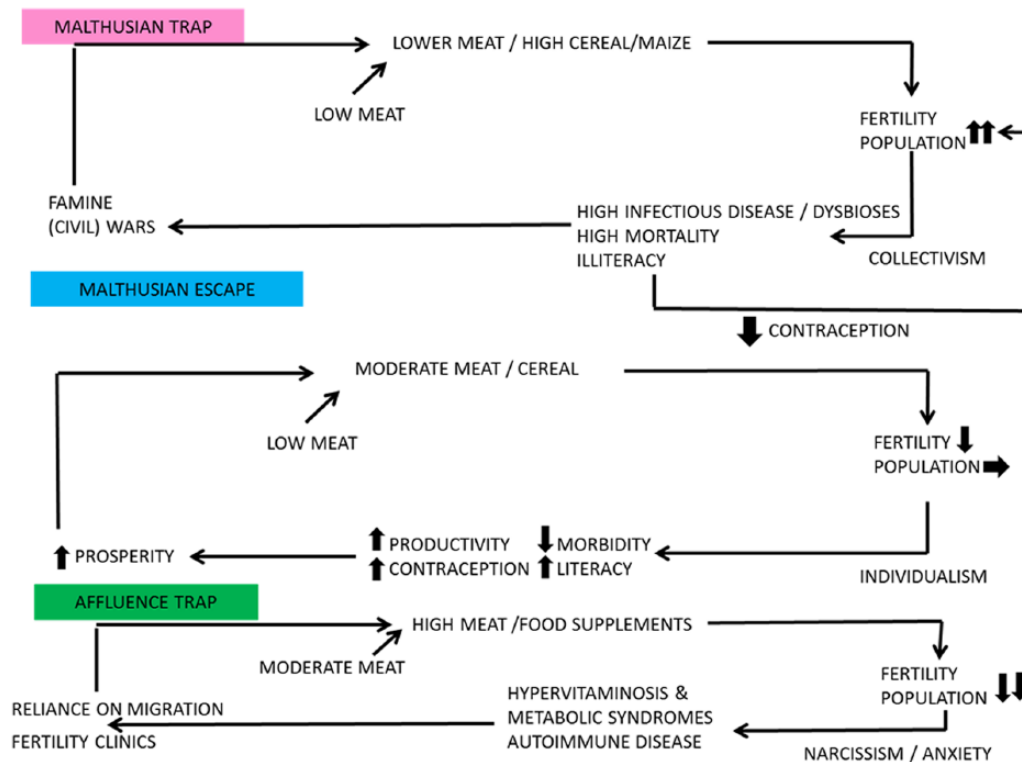 MALTHUSIAN TRAP
LOWER MEAT / HIGH CEREAL/MAIZE
LOW MEAT
FERTILITY
POPULATION
FAMINE
(CIVIL) WARS
HIGH INFECTIOUS DISEASE / DYSBIOSES
HIGH MORTALITY
ILLITERACY
COLLECTIVISM
MALTHUSIAN ESCAPE
CONTRACEPTION
MODERATE MEAT / CEREAL
LOW MEAT
FERTILITY
POPULATION
PROSPERITY
PRODUCTIVITY
CONTRACEPTION
MORBIDITY
LITERACY
INDIVIDUALISM
AFFLUENCE TRAP
HIGH MEAT /FOOD SUPPLEMENTS
MODERATE MEAT
FERTILITY
POPULATION
RELIANCE ON MIGRATION
FERTILITY CLINICS
HYPERVITAMINOSIS &
METABOLIC SYNDROMES
AUTOIMMUNE DISEASE
NARCISSISM / ANXIETY